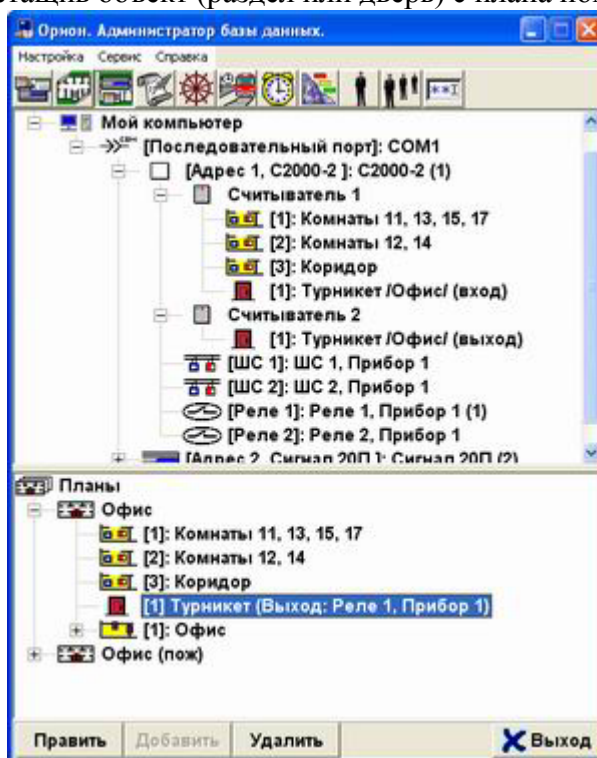 объект (раздел или дверь) с плана
Орион. Администратор базы данных.
Настройка Сервис Справка
Мой компьютер
[Последовательный порт]: COM1
[Адрес 1, С2000-2 ]: С2000-2 (1)
Считыватель 1
[1]: Комнаты 11, 13, 15, 17
[2]: Комнаты 12, 14
[3]: Коридор
[1]: Турникет /Офис/ (вход)
Считыватель 2
[1]: Турникет /Офис/ (выход)
[ШС 1]: ШС 1, Прибор 1
[ШС 2]: ШС 2, Прибор 1
[Реле 1]: Реле 1, Прибор 1 (1)
[Реле 2]: Реле 2, Прибор 1
[Адрес 2, Сигнал 20П ]: Сигнал 20П (2)
Планы
Офис
[1]: Комнаты 11, 13, 15, 17
[2]: Комнаты 12, 14
[3]: Коридор
[1] Турникет (Выход: Реле 1, Прибор 1)
[1]: Офис
Офис (пож)
Править Добавить Удалить Выход